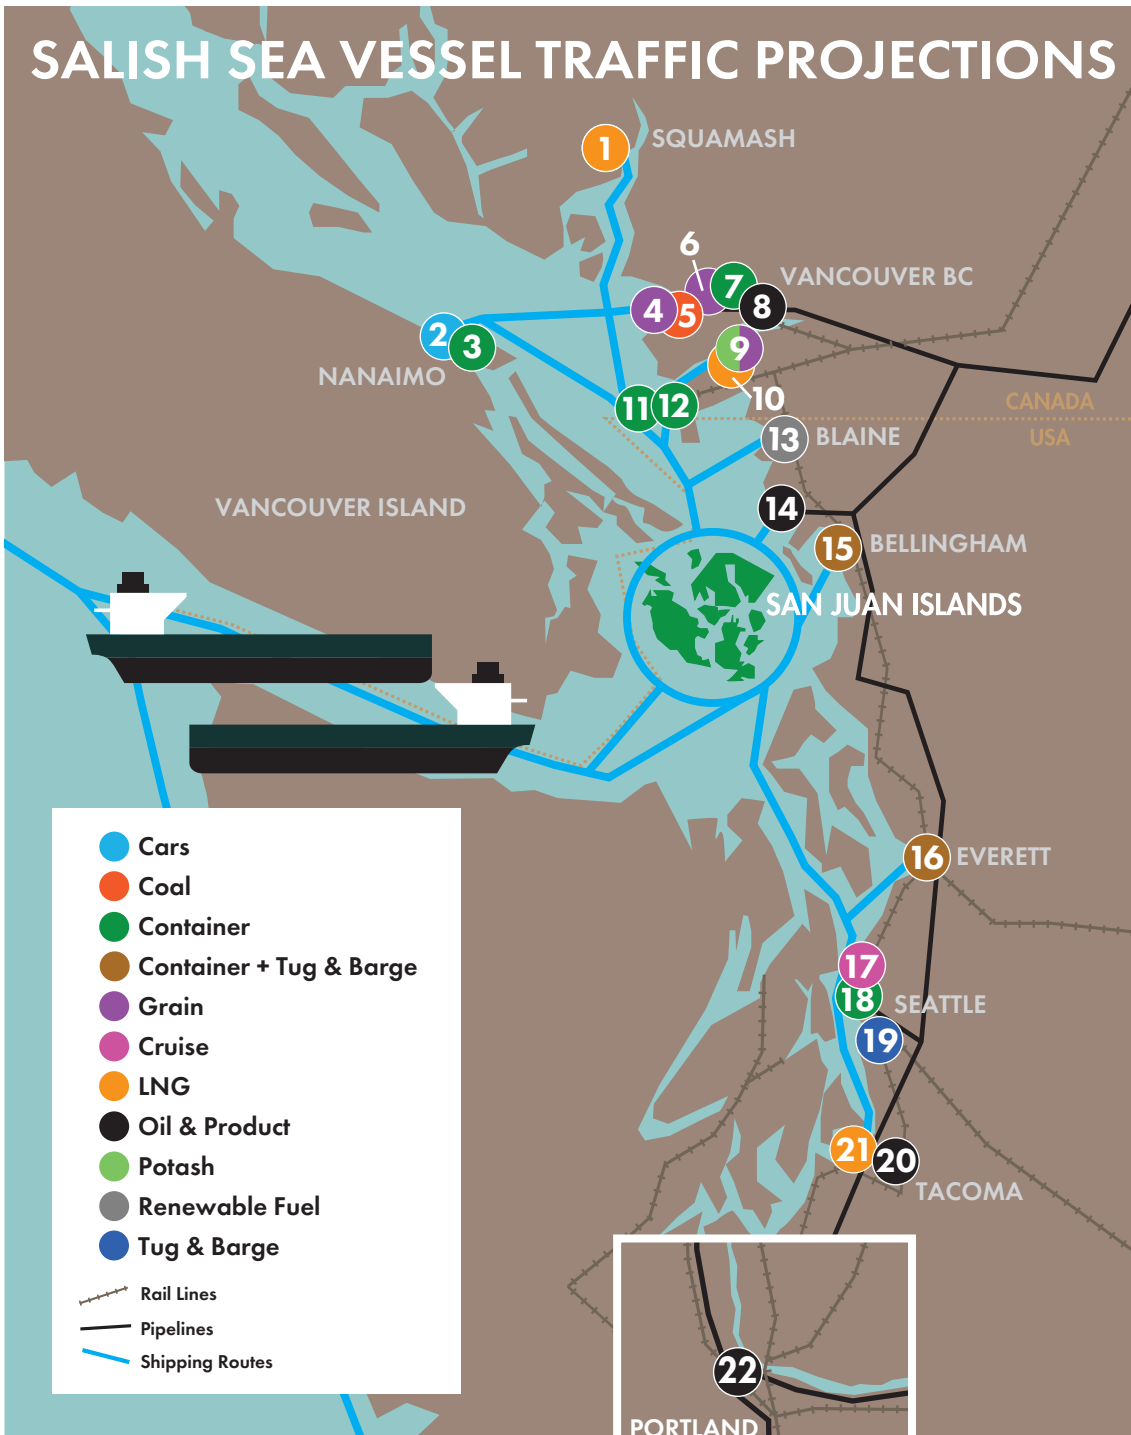 SALISH SEA VESSEL TRAFFIC PROJECTIONS
1
SQUAMASH
6
7
VANCOUVER BC
4
5
8
2
3
9
NANAIMO
10
11
12
CANADA
13
BLAINE
USA
VANCOUVER ISLAND
14
15
BELLINGHAM
SAN JUAN ISLANDS
16
EVERETT
17
18
SEATTLE
19
21
20
TACOMA
22
PORTLAND
Cars
Coal
Container
Container + Tug & Barge
Grain
Cruise
LNG
Oil & Product
Potash
Renewable Fuel
Tug & Barge
Rail Lines
Pipelines
Shipping Routes